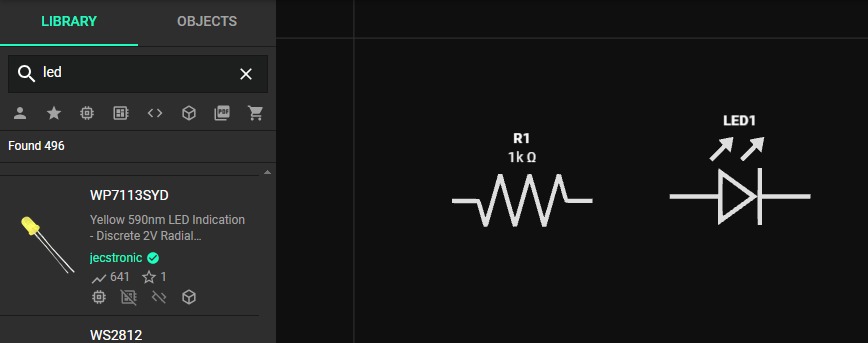 LIBRARY
OBJECTS
led
PDF
Found 496
WP7113SYD
Yellow 590nm LED Indication
- Discrete 2V Radial...
jecstronic
641
1
WS2812
R1
1k Ω
LED1